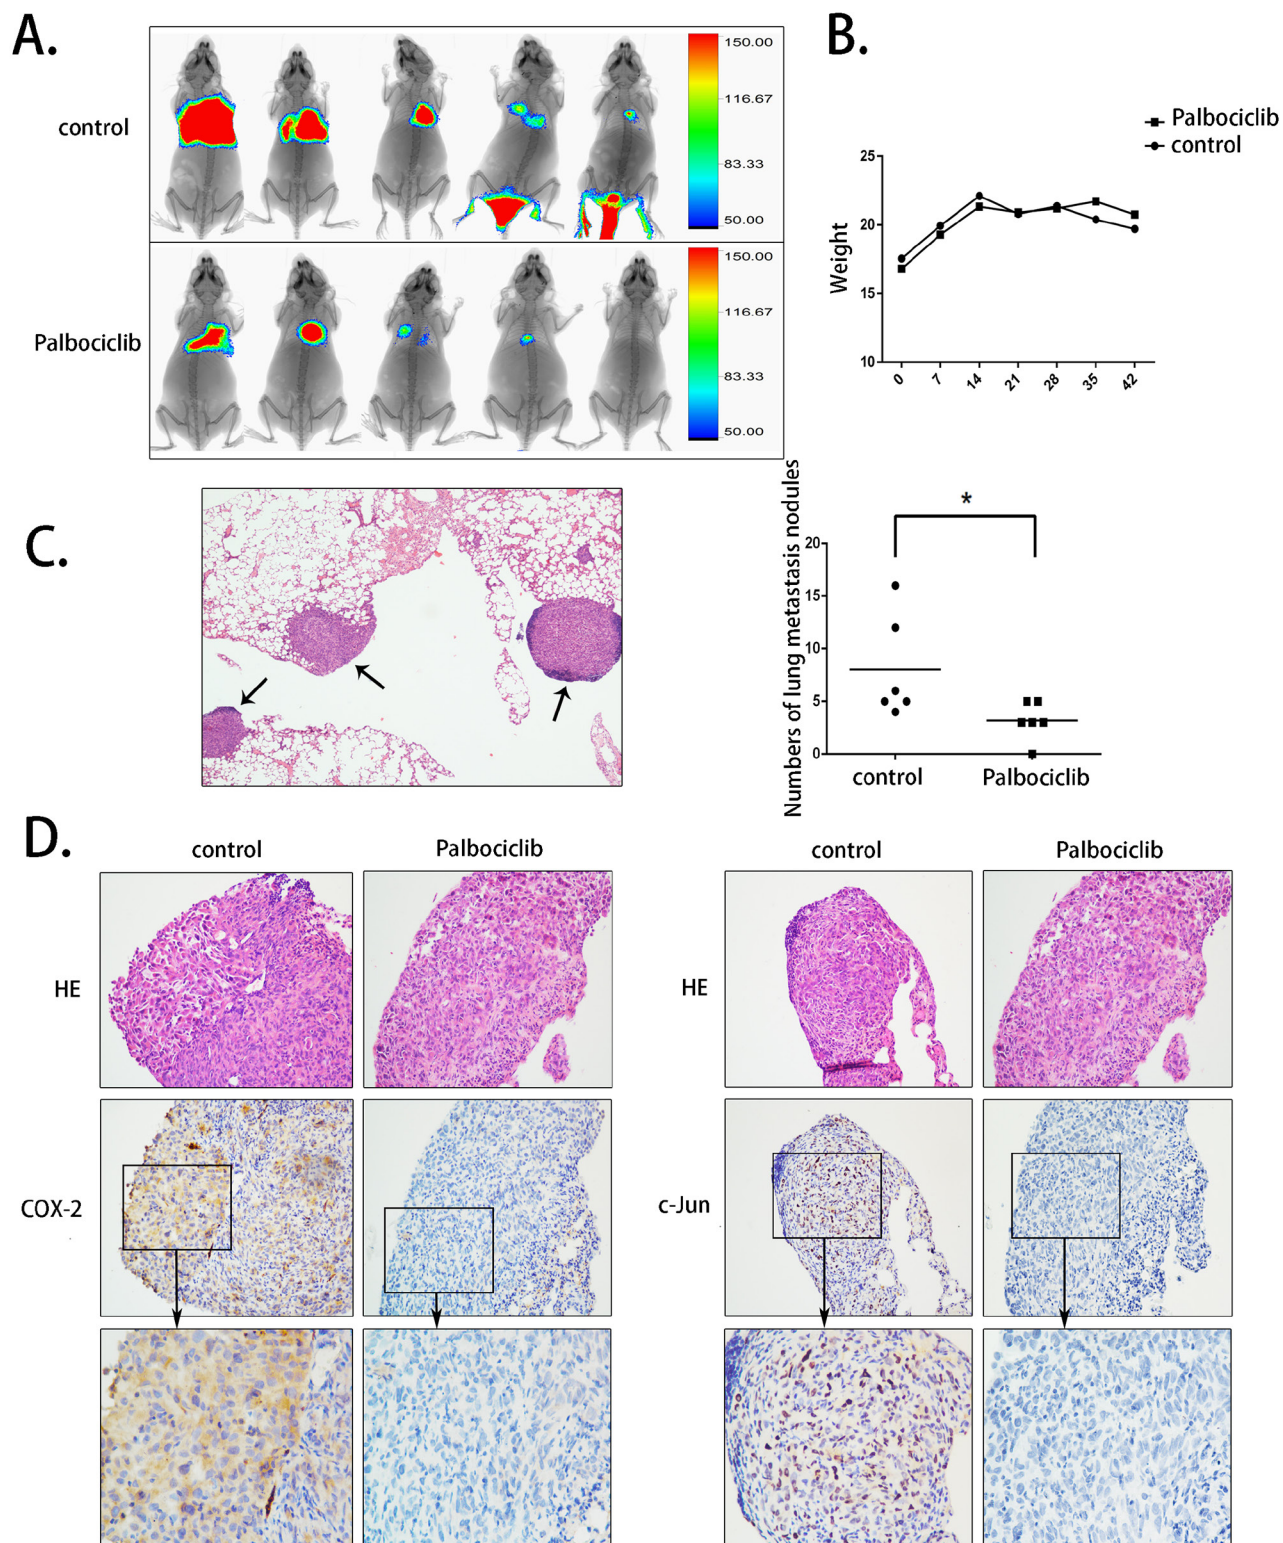 A.
control
Palbociclib
150.00
116.67
83.33
50.00
150.00
116.67
83.33
50.00
B.
Palbociclib
control
Weight
25
20
15
10
0 7 14 21 28 35 42
C.
Numbers of lung metastasis nodules
*
20
15
10
5
0
control Palbociclib
D.
control Palbociclib control Palbociclib
HE HE
COX-2 c-Jun